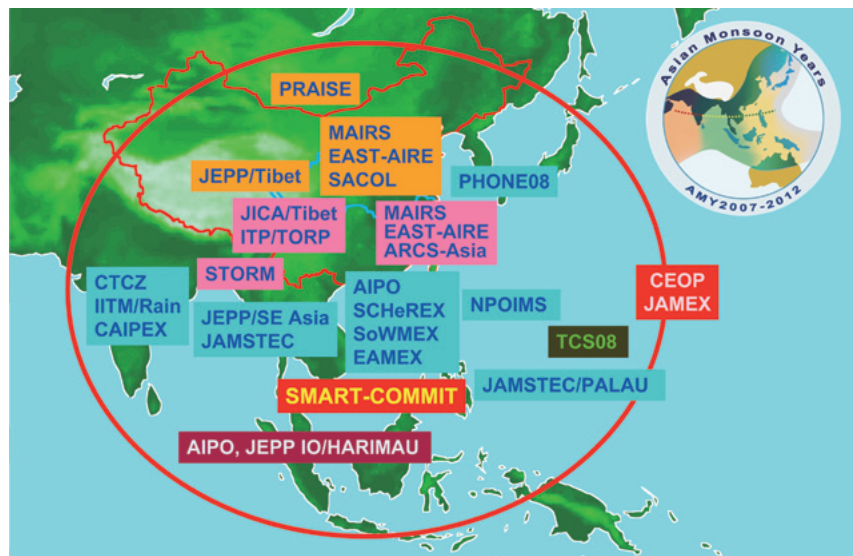 Asian Monsoon Years
AMY2007-2012
PRAISE
MAIRS
EAST-AIRE
SACOL
JEPP/Tibet
PHONE08
JICA/Tibet
ITP/TORP
MAIRS
EAST-AIRE
ARCS-Asia
STORM
CTCZ
IITM/Rain
CAIPEX
JEPP/SE Asia
JAMSTEC
AIPO
SCHeREX
SoWMEX
EAMEX
NPOIMS
CEOP
JAMEX
TCS08
JAMSTEC/PALAU
SMART-COMMIT
AIPO, JEPP IO/HARIMAU